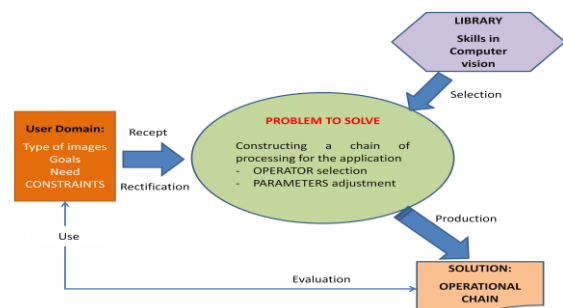 LIBRARY
Skills in
Computer
vision
Selection
PROBLEM TO SOLVE
Constructing a chain of
processing for the application
- OPERATOR selection
- PARAMETERS adjustment
User Domain:
Type of images
Goals
Need
CONSTRAINTS
Recept
Rectification
Production
Use
Evaluation
SOLUTION:
OPERATIONAL
CHAIN